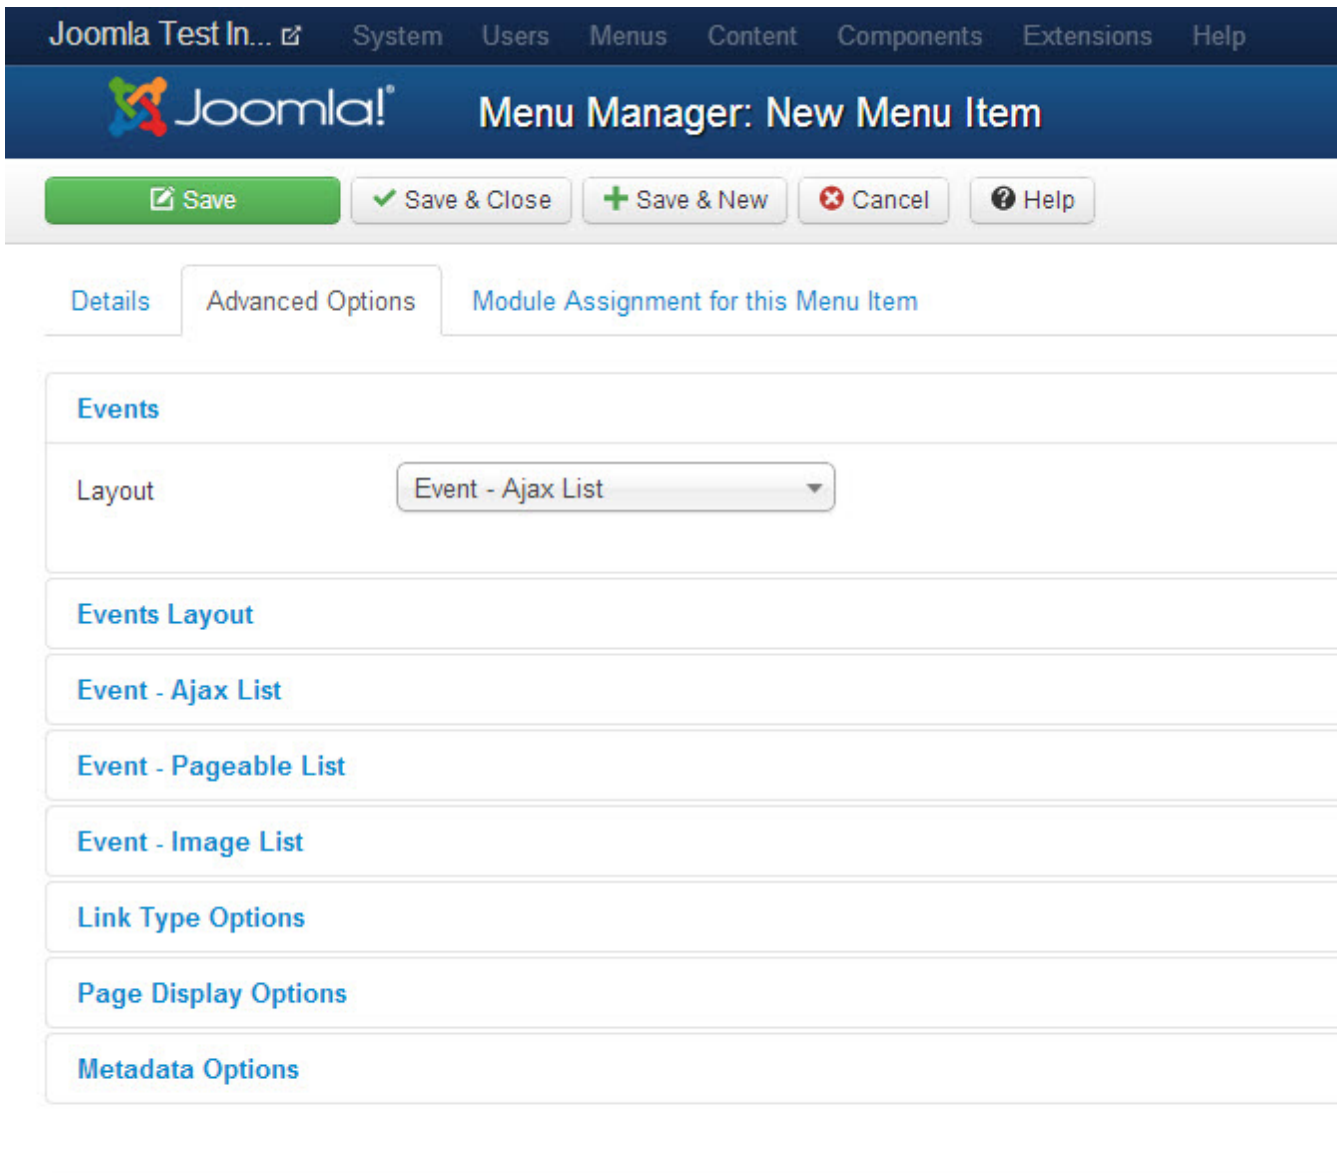 Joomla Test In... System Users Menus Content Components Extensions Help
Joomla!® Menu Manager: New Menu Item
Save Save & Close Save & New Cancel Help
Details Advanced Options Module Assignment for this Menu Item
Events
Layout Event - Ajax List
Events Layout
Event - Ajax List
Event - Pageable List
Event - Image List
Link Type Options
Page Display Options
Metadata Options